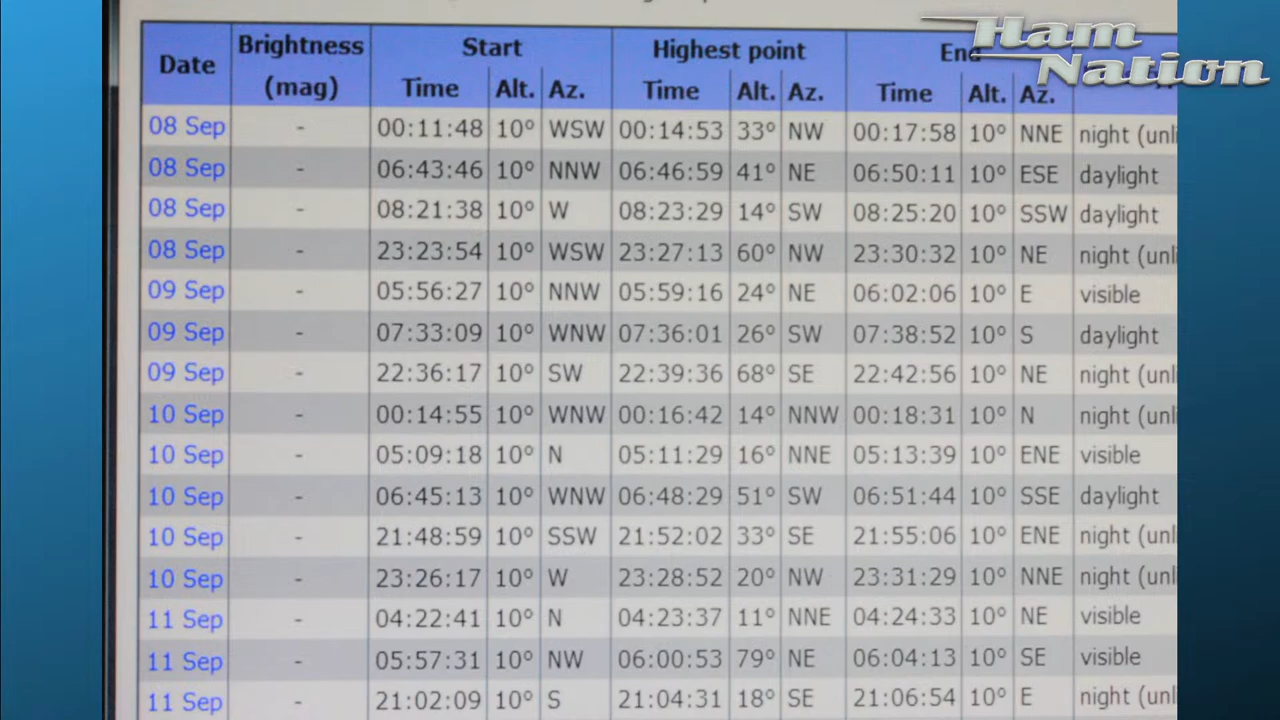 Ham
Nation
Date Brightness (mag) Start Highest point End
Time Alt. Az. Time Alt. Az. Time Alt. Az.
08 Sep - 00:11:48 10° WSW 00:14:53 33° NW 00:17:58 10° NNE night (unl
08 Sep - 06:43:46 10° NNW 06:46:59 41° NE 06:50:11 10° ESE daylight
08 Sep - 08:21:38 10° W 08:23:29 14° SW 08:25:20 10° SSW daylight
08 Sep - 23:23:54 10° WSW 23:27:13 60° NW 23:30:32 10° NE night (unl
09 Sep - 05:56:27 10° NNW 05:59:16 24° NE 06:02:06 10° E visible
09 Sep - 07:33:09 10° WNW 07:36:01 26° SW 07:38:52 10° S daylight
09 Sep - 22:36:17 10° SW 22:39:36 68° SE 22:42:56 10° NE night (unl
10 Sep - 00:14:55 10° WNW 00:16:42 14° NNW 00:18:31 10° N night (unl
10 Sep - 05:09:18 10° N 05:11:29 16° NNE 05:13:39 10° ENE visible
10 Sep - 06:45:13 10° WNW 06:48:29 51° SW 06:51:44 10° SSE daylight
10 Sep - 21:48:59 10° SSW 21:52:02 33° SE 21:55:06 10° ENE night (unl
10 Sep - 23:26:17 10° W 23:28:52 20° NW 23:31:29 10° NNE night (unl
11 Sep - 04:22:41 10° N 04:23:37 11° NNE 04:24:33 10° NE visible
11 Sep - 05:57:31 10° NW 06:00:53 79° NE 06:04:13 10° SE visible
11 Sep - 21:02:09 10° S 21:04:31 18° SE 21:06:54 10° E night (unl